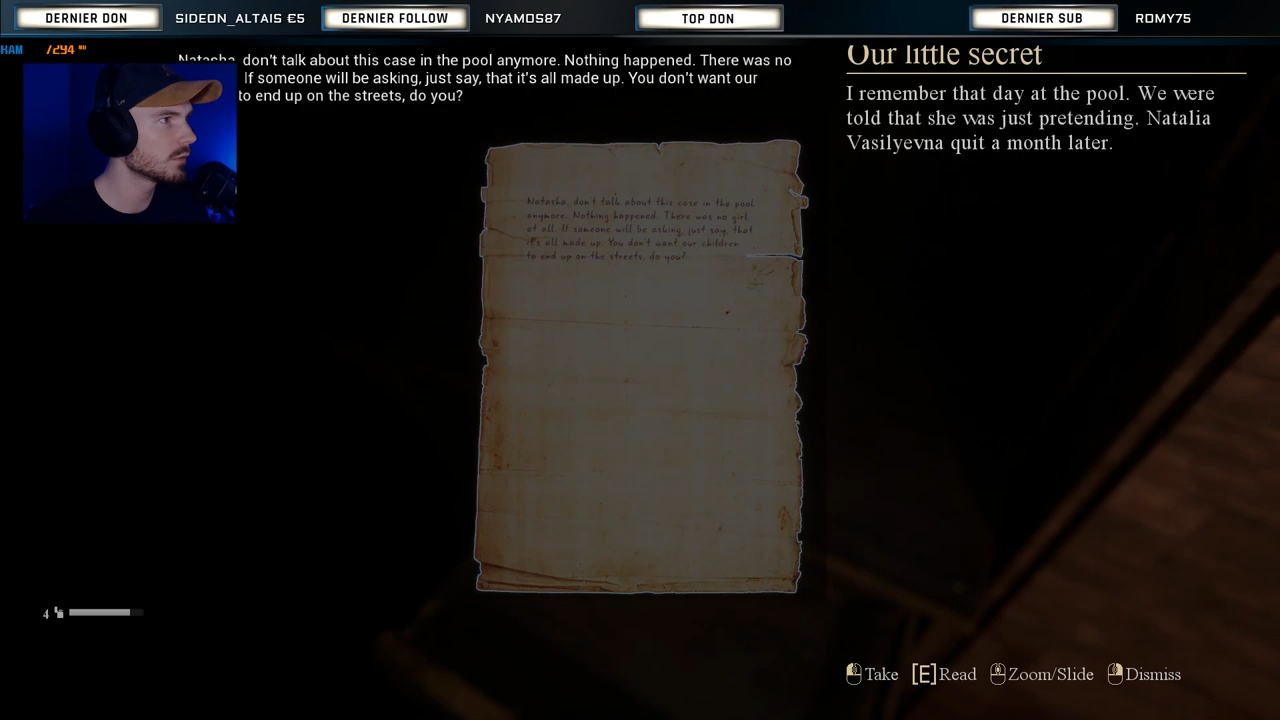 DERNIER DON SIDEON_ALTAIS €5 DERNIER FOLLOW NYAMOS87 TOP DON DERNIER SUB ROMY75
7294 MB
Natasha, don't talk about this case in the pool anymore. Nothing happened. There was no
If someone will be asking, just say, that it's all made up. You don't want our
to end up on the streets, do you?
Our little secret
I remember that day at the pool. We were
told that she was just pretending. Natalia
Vasilyevna quit a month later.
Natasha, don't talk about this case in the pool
anymore. Nothing happened. There was no girl
at all. If someone will be asking, just say, that
it's all made up. You don't want our children
to end up on the streets, do you?
4
Take [E] Read Zoom/Slide Dismiss